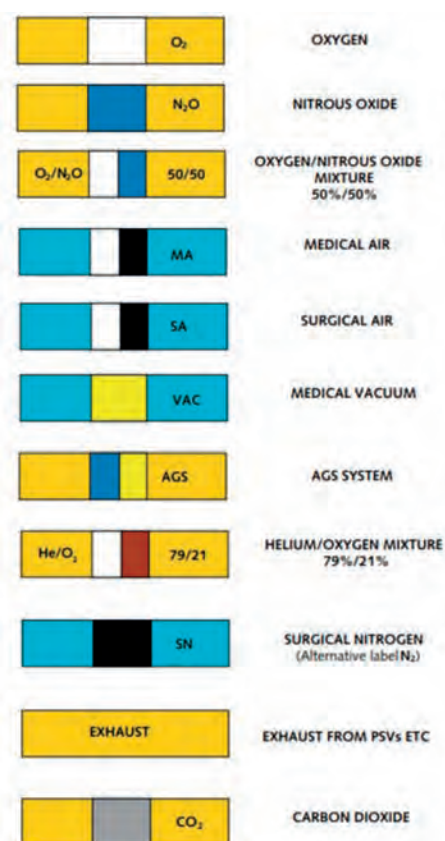 O₂ OXYGEN
N₂O NITROUS OXIDE
O₂/N₂O 50/50 OXYGEN/NITROUS OXIDE
MIXTURE
50%/50%
MA MEDICAL AIR
SA SURGICAL AIR
VAC MEDICAL VACUUM
AGS AGS SYSTEM
He/O₂ 79/21 HELIUM/OXYGEN MIXTURE
79%/21%
SN SURGICAL NITROGEN
(Alternative label N₂)
EXHAUST EXHAUST FROM PSVs ETC
CO₂ CARBON DIOXIDE